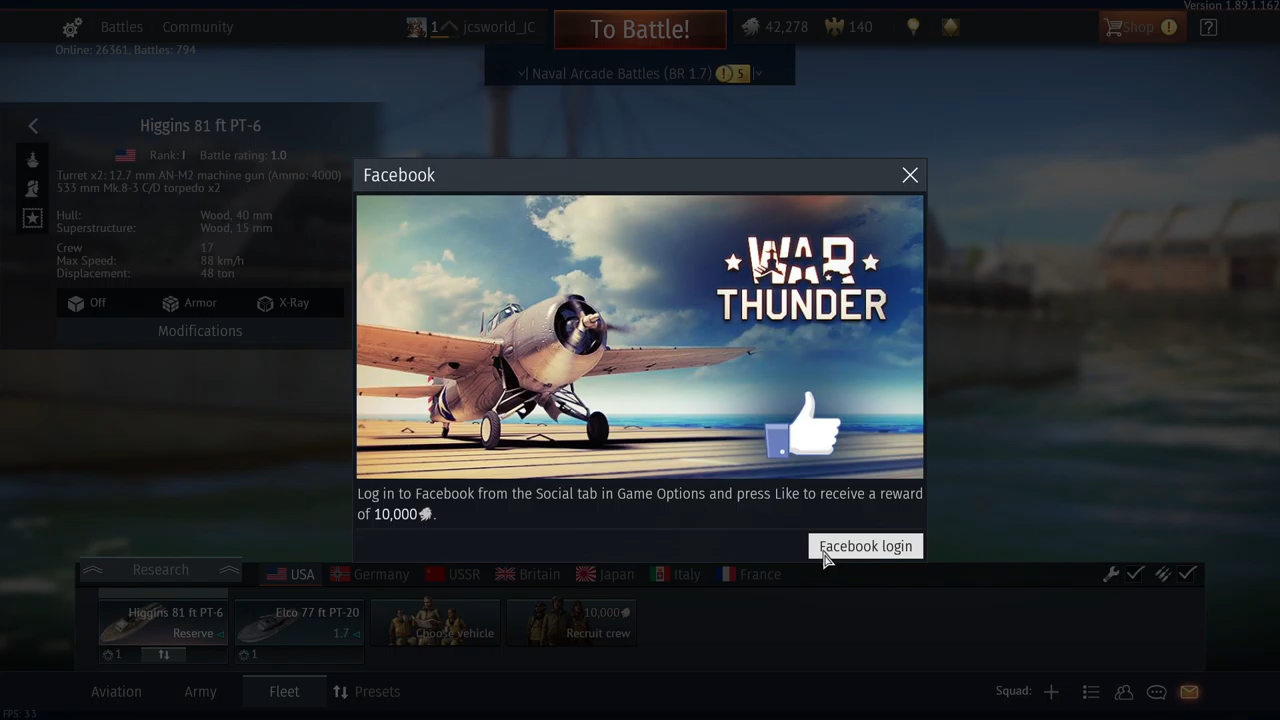 Version 1.89.1.162
Battles
Community
1
jcsworld_JC
To Battle!
42,278
140
Shop
Online: 26361, Battles: 794
Naval Arcade Battles (BR 1.7)
5
Higgins 81 ft PT-6
Rank: I
Battle rating: 1.0
Turret x2: 12.7 mm AN-M2 machine gun (Ammo: 4000)
533 mm Mk.8-3 C/D torpedo x2
Hull: Wood, 40 mm
Superstructure: Wood, 15 mm
Crew 17
Max Speed: 88 km/h
Displacement: 48 ton
Off
Armor
X-Ray
Modifications
Facebook
WAR
THUNDER
Log in to Facebook from the Social tab in Game Options and press Like to receive a reward
of 10,000.
Facebook login
Research
USA
Germany
USSR
Britain
Japan
Italy
France
Higgins 81 ft PT-6
Reserve
1
Elco 77 ft PT-20
1.7
1
Choose vehicle
10,000
Recruit crew
Aviation
Army
Fleet
Presets
Squad:
FPS: 53